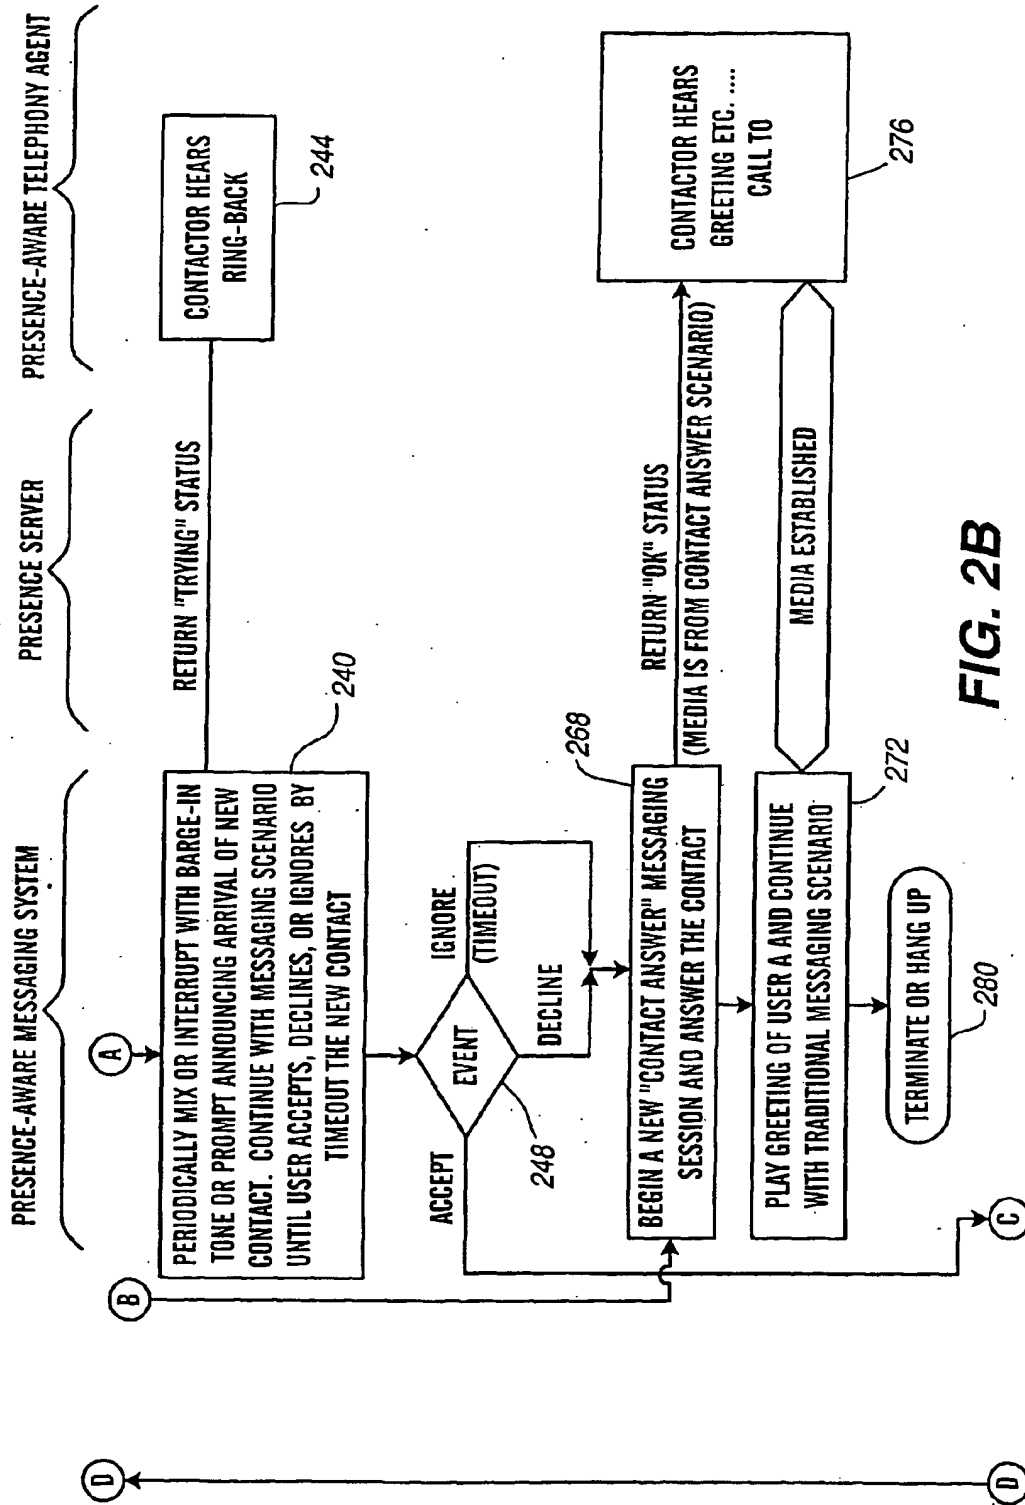 PRESENCE-AWARE MESSAGING SYSTEM
PRESENCE SERVER
PRESENCE-AWARE TELEPHONY AGENT
D
B
A
PERIODICALLY MIX OR INTERRUPT WITH BARGE-IN
TONE OR PROMPT ANNOUNCING ARRIVAL OF NEW
CONTACT. CONTINUE WITH MESSAGING SCENARIO
UNTIL USER ACCEPTS, DECLINES, OR IGNORES BY
TIMEOUT THE NEW CONTACT
240
RETURN "TRYING" STATUS
CONTACTOR HEARS
RING-BACK
244
ACCEPT
EVENT
248
IGNORE
(TIMEOUT)
DECLINE
268
BEGIN A NEW "CONTACT ANSWER" MESSAGING
SESSION AND ANSWER THE CONTACT
RETURN "OK" STATUS
(MEDIA IS FROM CONTACT ANSWER SCENARIO)
CONTACTOR HEARS
GREETING ETC. ....
CALL TO
276
PLAY GREETING OF USER A AND CONTINUE
WITH TRADITIONAL MESSAGING SCENARIO
272
MEDIA ESTABLISHED
TERMINATE OR HANG UP
280
D
C
FIG. 2B